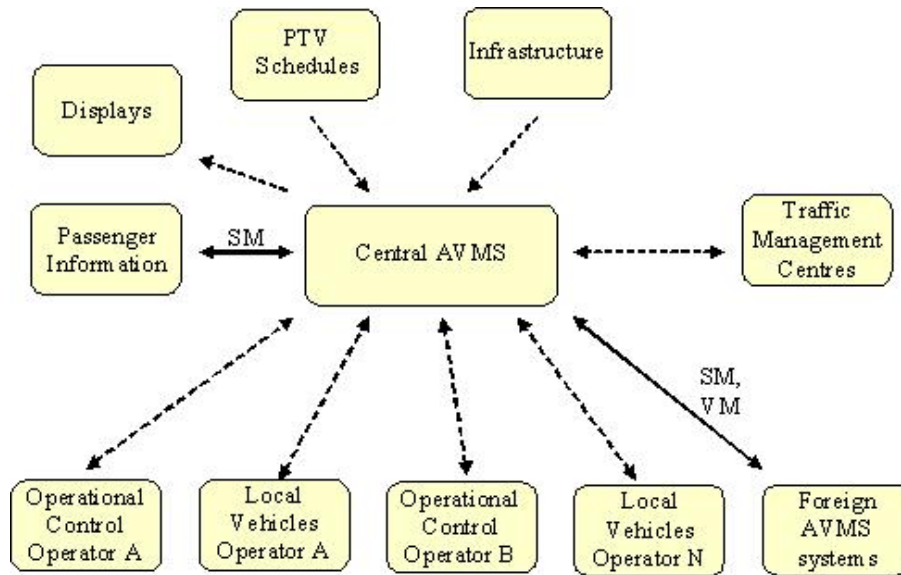 PTV
Schedules
Infrastructure
Displays
Passenger
Information
SM
Central AVMS
Traffic
Management
Centres
SM,
VM
Operational
Control
Operator A
Local
Vehicles
Operator A
Operational
Control
Operator B
Local
Vehicles
Operator N
Foreign
AVMS
systems